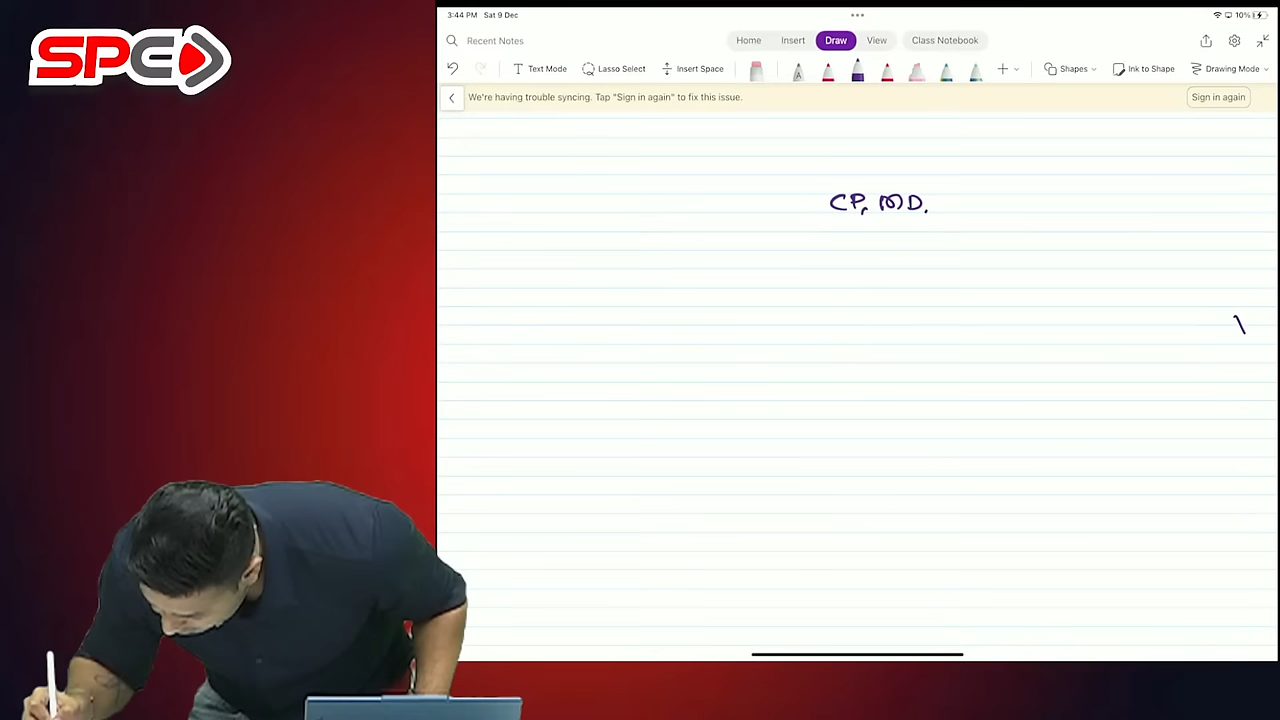 SPC
3:44 PM Sat 9 Dec
10%
Recent Notes
Home Insert Draw View Class Notebook
Text Mode Lasso Select Insert Space A Shapes Ink to Shape Drawing Mode
We're having trouble syncing. Tap "Sign in again" to fix this issue. Sign in again
CP, MD.